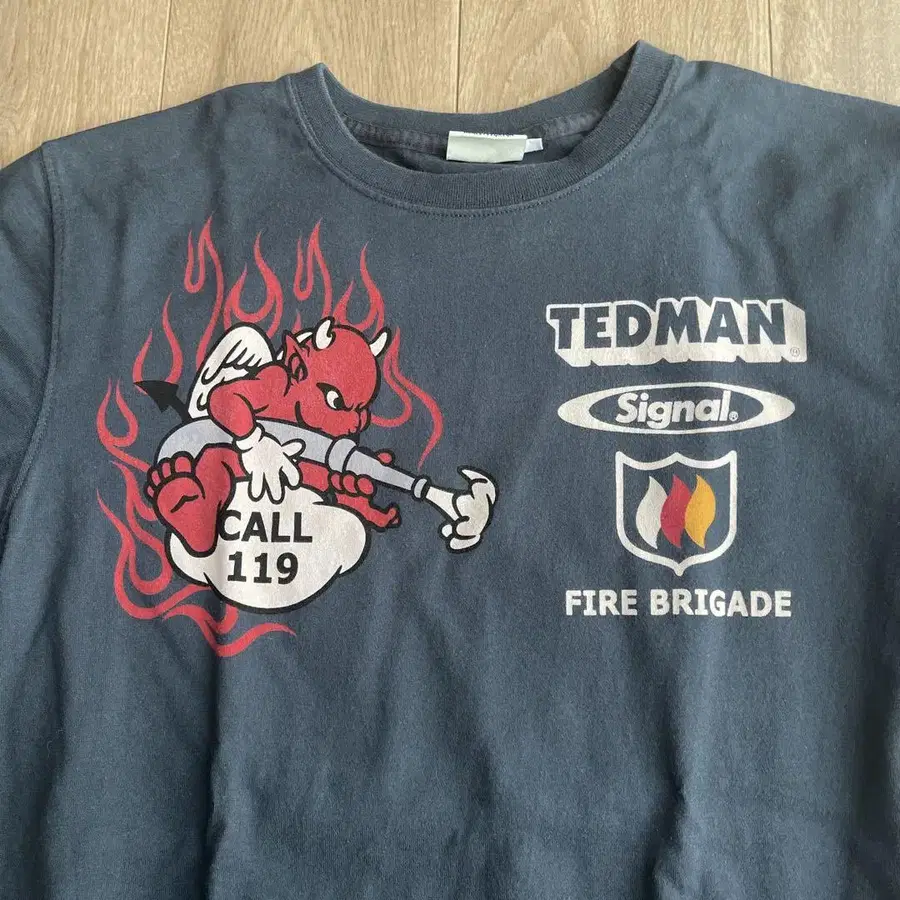 CALL
119
TEDMAN®
Signal®
FIRE BRIGADE